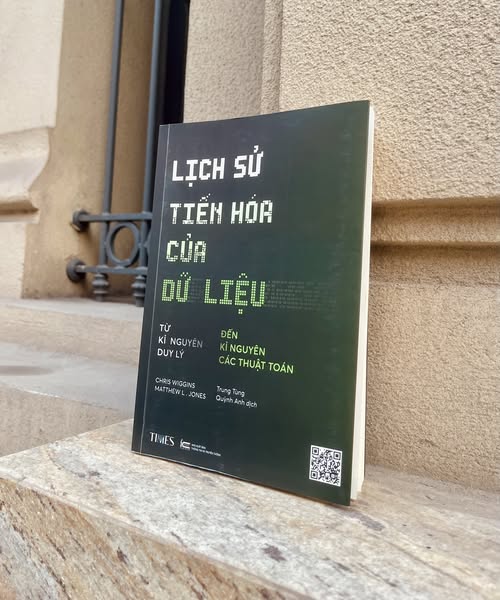 LỊCH SỬ
TIẾN HÓA
CỦA
DỮ LIỆU
TỪ
KỈ NGUYÊN
DUY LÝ
ĐẾN
KỈ NGUYÊN
CÁC THUẬT TOÁN
CHRIS WIGGINS
MATTHEW L. JONES
Trung Tùng
Quỳnh Anh dịch
TIMES